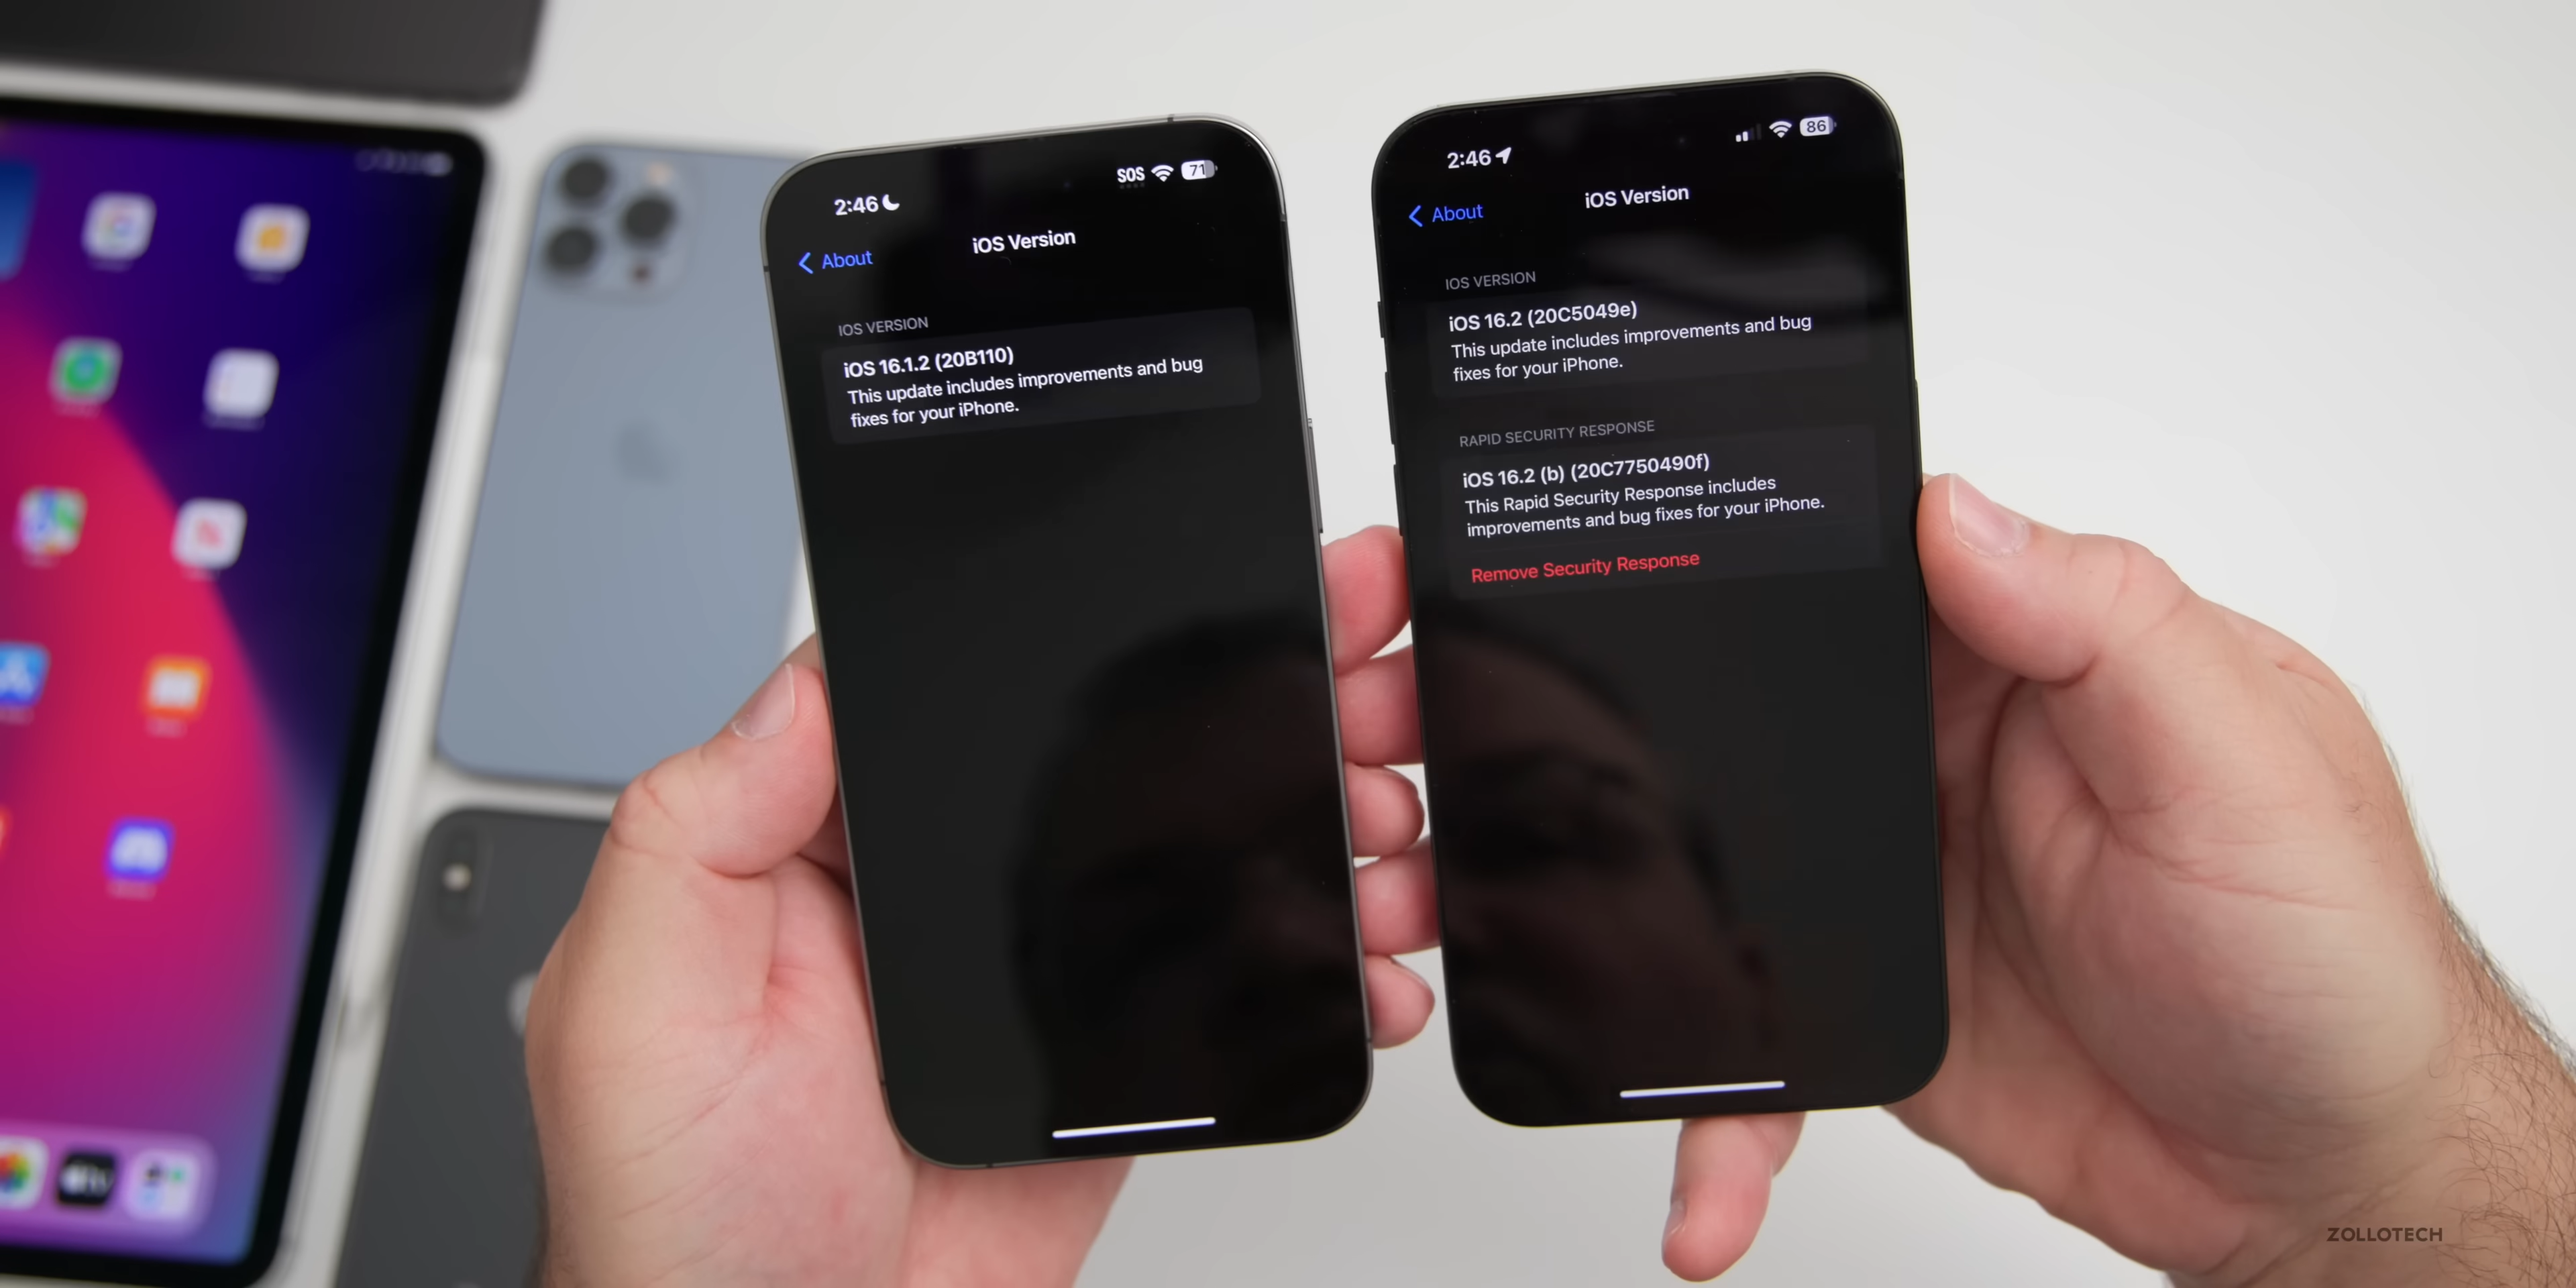 2:46
SOS
71
About
iOS Version
IOS VERSION
iOS 16.1.2 (20B110)
This update includes improvements and bug
fixes for your iPhone.
2:46
86
About
iOS Version
IOS VERSION
iOS 16.2 (20C5049e)
This update includes improvements and bug
fixes for your iPhone.
RAPID SECURITY RESPONSE
iOS 16.2 (b) (20C7750490f)
This Rapid Security Response includes
improvements and bug fixes for your iPhone.
Remove Security Response
ZOLLOTECH